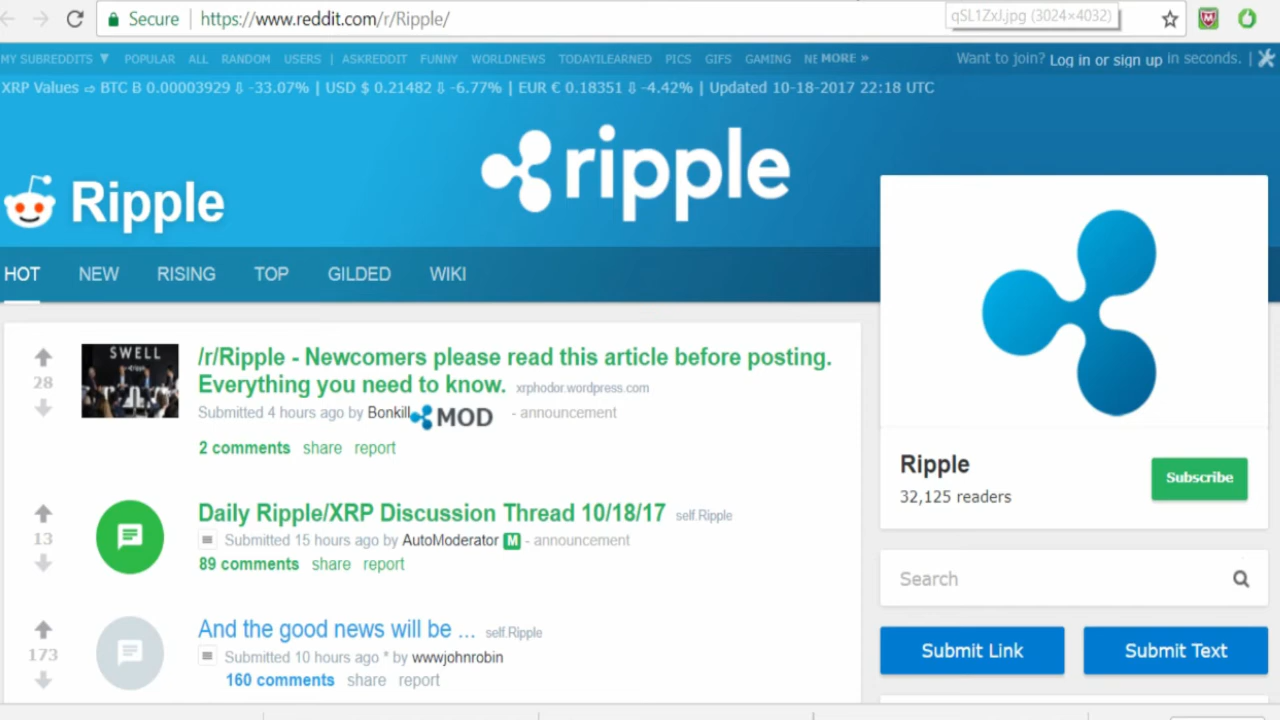 Secure https://www.reddit.com/r/Ripple/ qSL1ZxJ.jpg (3024×4032)
MY SUBREDDITS ▼ POPULAR ALL RANDOM USERS | ASKREDDIT FUNNY WORLDNEWS TODAYILEARNED PICS GIFS GAMING NE MORE » Want to join? Log in or sign up in seconds. |
XRP Values ⇨ BTC B 0.00003929 ⇩ -33.07% | USD $ 0.21482 ⇩ -6.77% | EUR € 0.18351 ⇩ -4.42% | Updated 10-18-2017 22:18 UTC
ripple
Ripple
HOT NEW RISING TOP GILDED WIKI
28
SWELL
ripple
/r/Ripple - Newcomers please read this article before posting.
Everything you need to know. xrphodor.wordpress.com
Submitted 4 hours ago by Bonkill MOD - announcement
2 comments share report
13
Daily Ripple/XRP Discussion Thread 10/18/17 self.Ripple
Submitted 15 hours ago by AutoModerator M - announcement
89 comments share report
173
And the good news will be ... self.Ripple
Submitted 10 hours ago * by wwwjohnrobin
160 comments share report
Ripple
32,125 readers
Subscribe
Search
Submit Link Submit Text